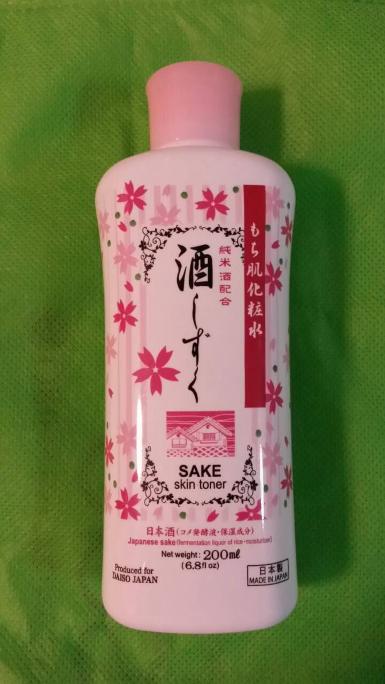 もち肌化粧水
純米酒配合
酒しずく
SAKE
skin toner
日本酒(コメ発酵液・保湿成分)
Japanese sake(fermentation liquor of rice・moisturizer)
Net weight: 200ml
(6.8fl oz)
Produced for
DAISO JAPAN
日本製
MADE IN JAPAN